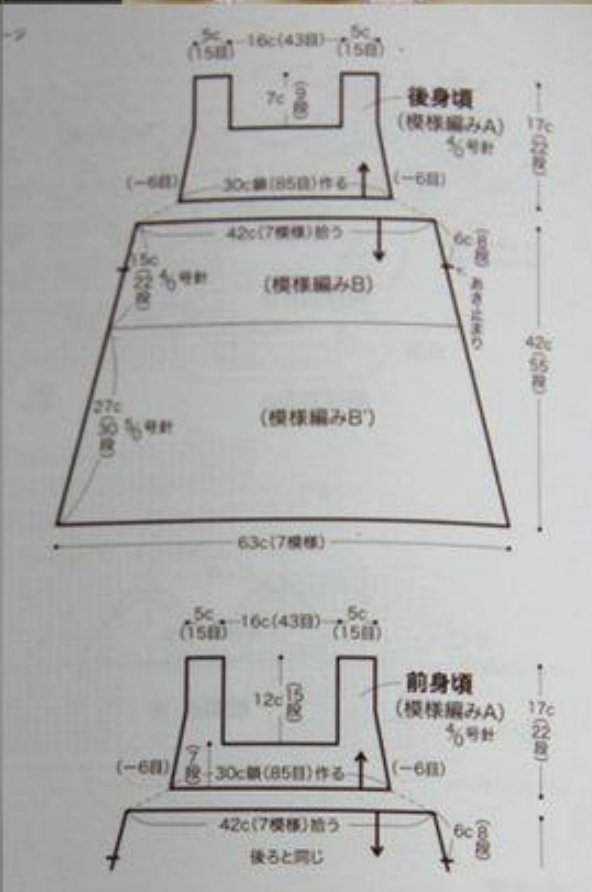 5c 16c(43目) 5c
(15目) (15目)
7c(9段)
後身頃
(模様編みA)
4/0号針
17c(22段)
(-6目) 30c鎖(85目)作る (-6目)
42c(7模様)拾う
6c(8段)
あき止まり
15c(22段) 4/0号針
(模様編みB)
42c(55段)
27c(30段) 5/0号針
(模様編みB')
63c(7模様)
5c 16c(43目) 5c
(15目) (15目)
12c(15段)
前身頃
(模様編みA)
4/0号針
17c(22段)
(7段)
(-6目) 30c鎖(85目)作る (-6目)
42c(7模様)拾う
6c(8段)
後ろと同じ